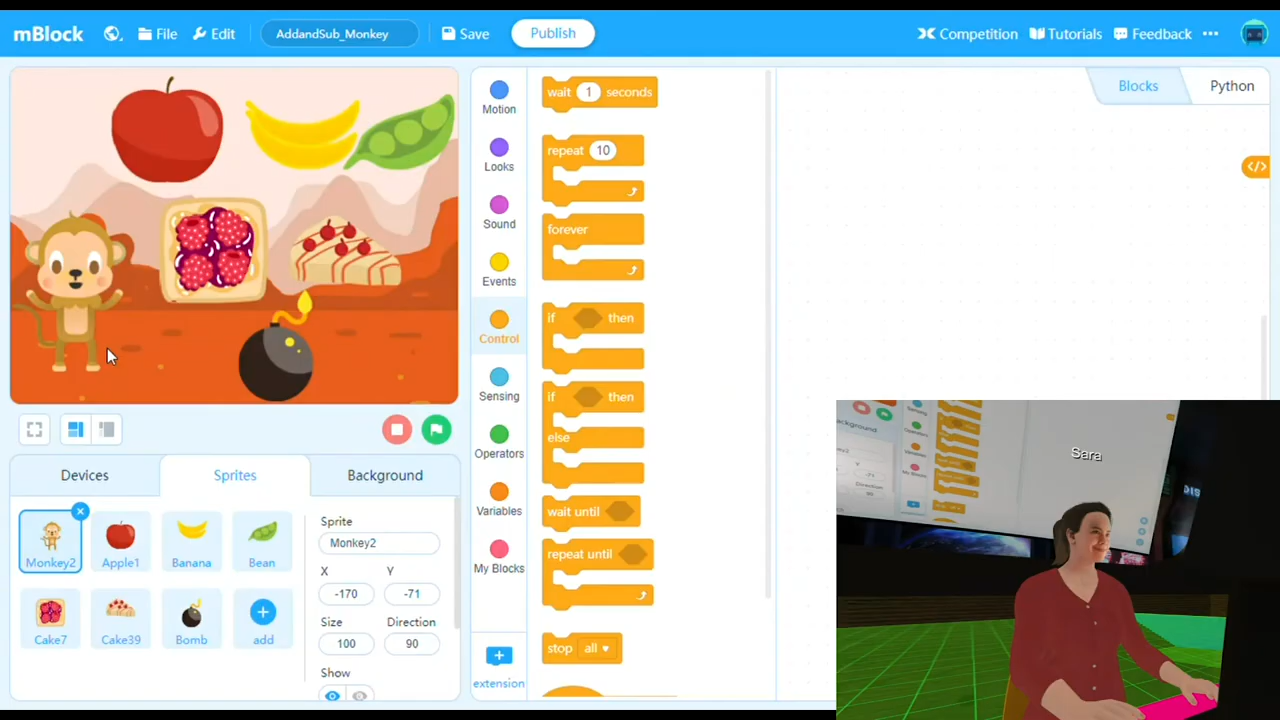 mBlock File Edit AddandSub_Monkey Save Publish Competition Tutorials Feedback
Blocks Python
Motion
Looks
Sound
Events
Control
Sensing
Operators
Variables
My Blocks
extension
wait 1 seconds
repeat 10
forever
if then
if then
else
wait until
repeat until
stop all
Devices Sprites Background
Monkey2 Apple1 Banana Bean
Cake7 Cake39 Bomb add
Sprite
Monkey2
X Y
-170 -71
Size Direction
100 90
Show
Sara